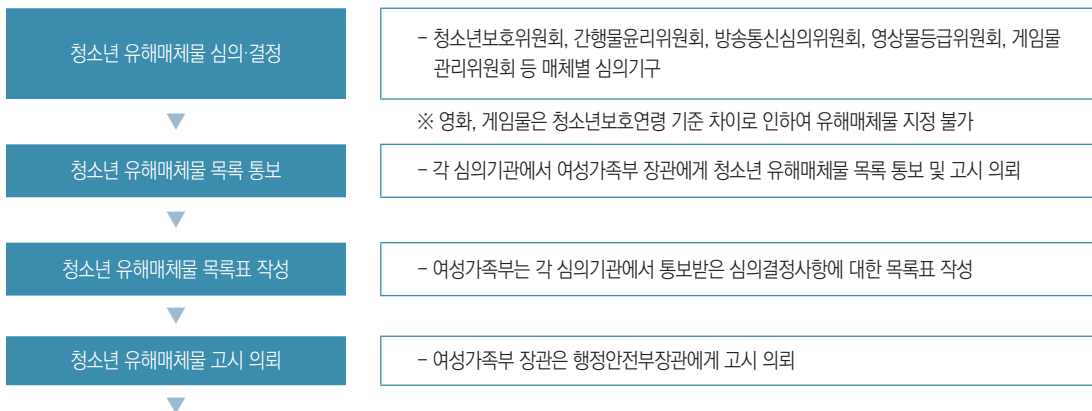 청소년 유해매체물 심의·결정
- 청소년보호위원회, 간행물윤리위원회, 방송통신심의위원회, 영상물등급위원회, 게임물
관리위원회 등 매체별 심의기구
※ 영화, 게임물은 청소년보호연령 기준 차이로 인하여 유해매체물 지정 불가
청소년 유해매체물 목록 통보
- 각 심의기관에서 여성가족부 장관에게 청소년 유해매체물 목록 통보 및 고시 의뢰
청소년 유해매체물 목록표 작성
- 여성가족부는 각 심의기관에서 통보받은 심의결정사항에 대한 목록표 작성
청소년 유해매체물 고시 의뢰
- 여성가족부 장관은 행정안전부장관에게 고시 의뢰